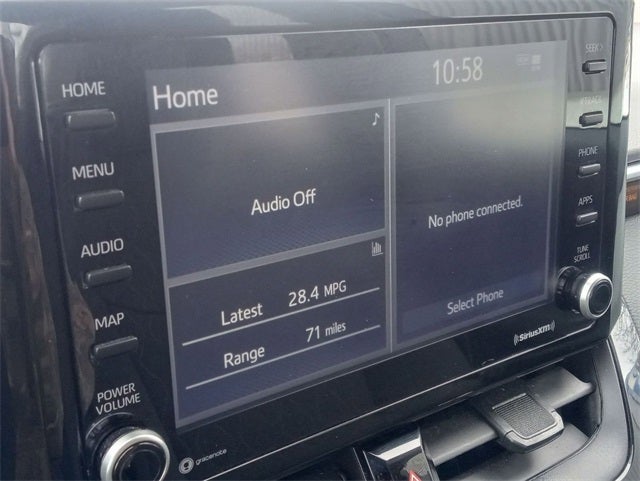 HOME
MENU
AUDIO
MAP
POWER
VOLUME
Home
10:58
Audio Off
Latest 28.4 MPG
Range 71 miles
No phone connected.
Select Phone
SEEK >
PHONE
APPS
TUNE
SCROLL
SiriusXM
gracenote